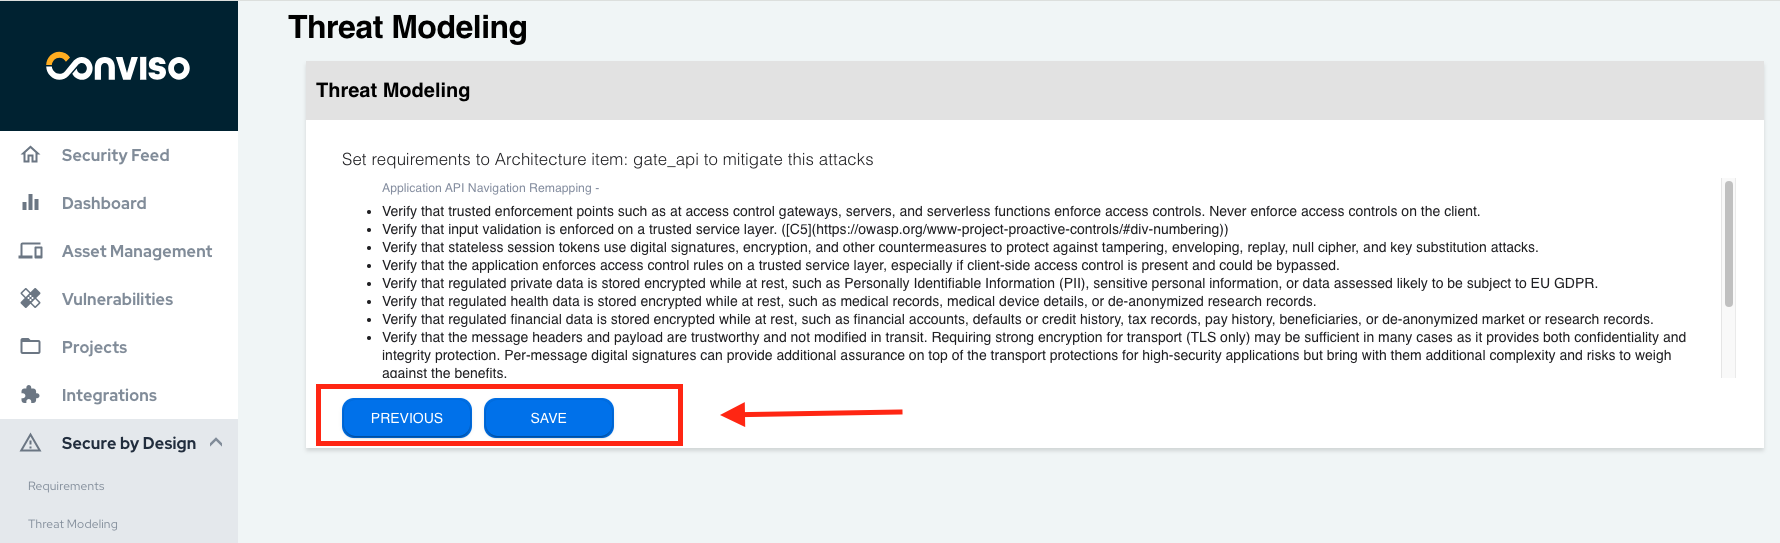 Threat Modeling
CONVISO
Threat Modeling
Security Feed
Dashboard
Asset Management
Vulnerabilities
Projects
Integrations
Secure by Design
Requirements
Threat Modeling
Set requirements to Architecture item: gate_api to mitigate this attacks
Application API Navigation Remapping -
• Verify that trusted enforcement points such as at access control gateways, servers, and serverless functions enforce access controls. Never enforce access controls on the client.
• Verify that input validation is enforced on a trusted service layer. ([C5](https://owasp.org/www-project-proactive-controls/#div-numbering))
• Verify that stateless session tokens use digital signatures, encryption, and other countermeasures to protect against tampering, enveloping, replay, null cipher, and key substitution attacks.
• Verify that the application enforces access control rules on a trusted service layer, especially if client-side access control is present and could be bypassed.
• Verify that regulated private data is stored encrypted while at rest, such as Personally Identifiable Information (PII), sensitive personal information, or data assessed likely to be subject to EU GDPR.
• Verify that regulated health data is stored encrypted while at rest, such as medical records, medical device details, or de-anonymized research records.
• Verify that regulated financial data is stored encrypted while at rest, such as financial accounts, defaults or credit history, tax records, pay history, beneficiaries, or de-anonymized market or research records.
• Verify that the message headers and payload are trustworthy and not modified in transit. Requiring strong encryption for transport (TLS only) may be sufficient in many cases as it provides both confidentiality and
integrity protection. Per-message digital signatures can provide additional assurance on top of the transport protections for high-security applications but bring with them additional complexity and risks to weigh
against the benefits.
PREVIOUS
SAVE